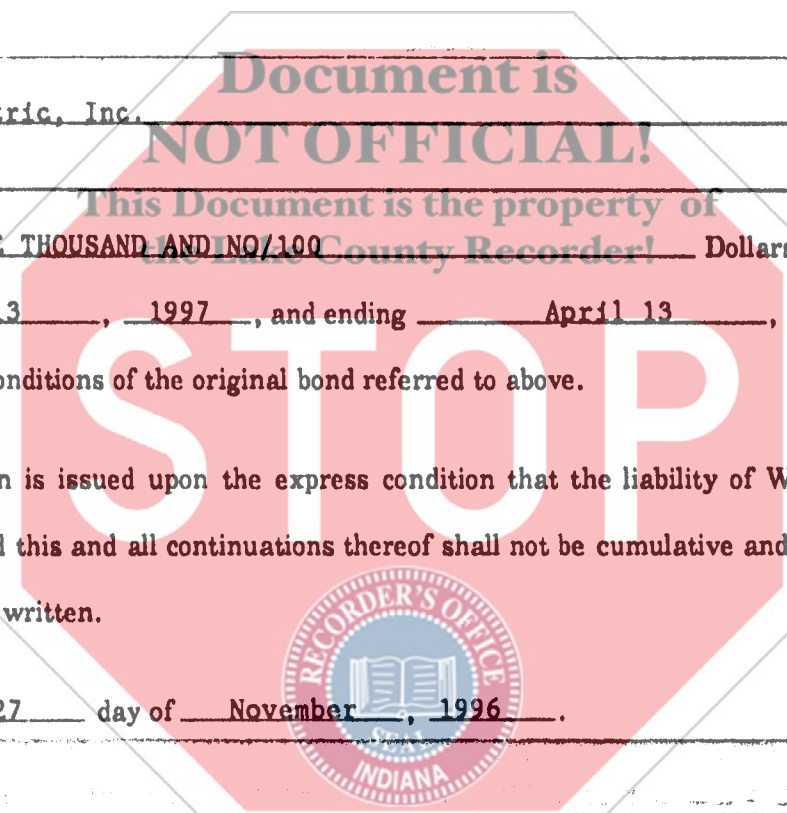 Document is
tric, Inc.
NOT OFFICIAL!
This Document is the property of
the Lake County Recorder!
THOUSAND AND NO/100 Dollars
3, 1997, and ending April 13,
onditions of the original bond referred to above.
STOP
n is issued upon the express condition that the liability of W
this and all continuations thereof shall not be cumulative and
written.
RECORDER'S OFFICE
27 day of November, 1996.
SEAL
INDIANA